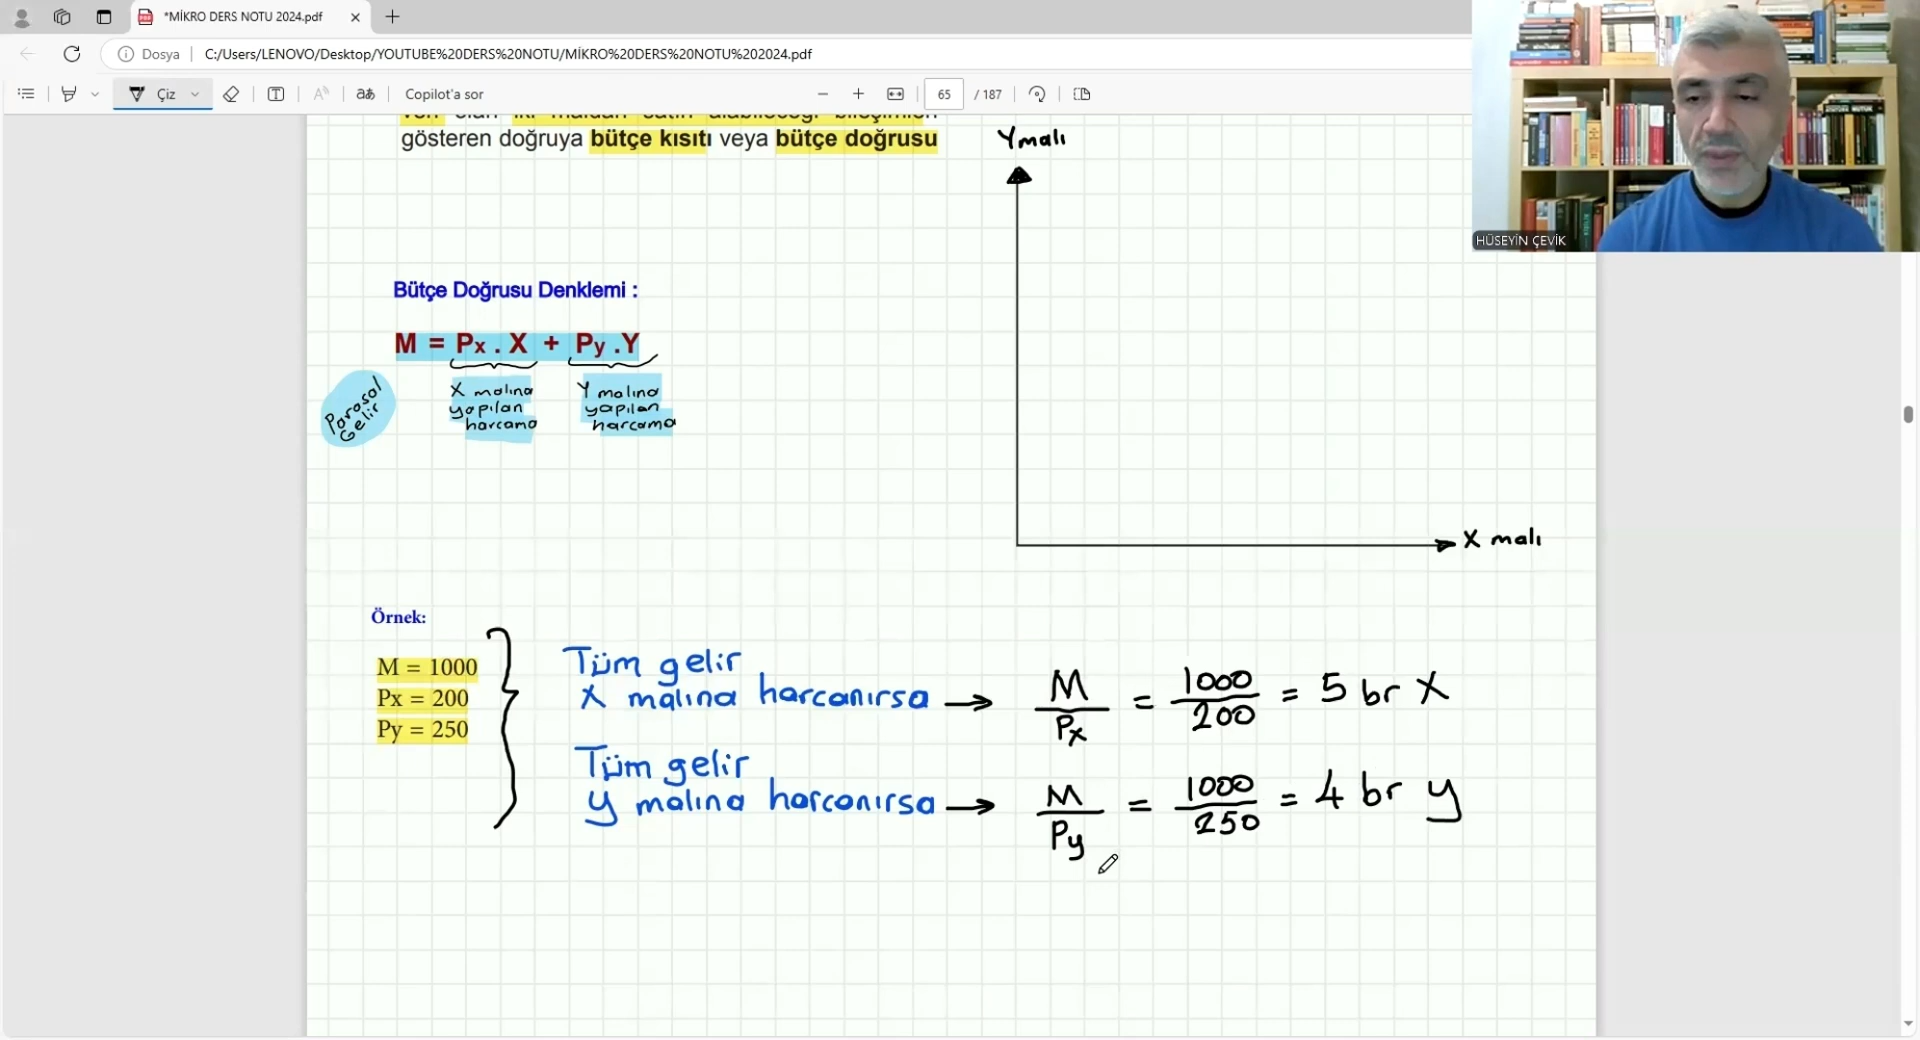 *MİKRO DERS NOTU 2024.pdf
Dosya C:/Users/LENOVO/Desktop/YOUTUBE%20DERS%20NOTU/MİKRO%20DERS%20NOTU%202024.pdf
Çiz Copilot'a sor 65 / 187
gösteren doğruya bütçe kısıtı veya bütçe doğrusu
Y malı
HÜSEYİN ÇEVİK
Bütçe Doğrusu Denklemi :
M = Px . X + Py .Y
Parasal
Gelir
X malına
yapılan
harcama
Y malına
yapılan
harcama
X malı
Örnek:
M = 1000
Px = 200
Py = 250
Tüm gelir
X malına harcanırsa → M/Px = 1000/200 = 5 br X
Tüm gelir
y malına harcanırsa → M/Py = 1000/250 = 4 br y